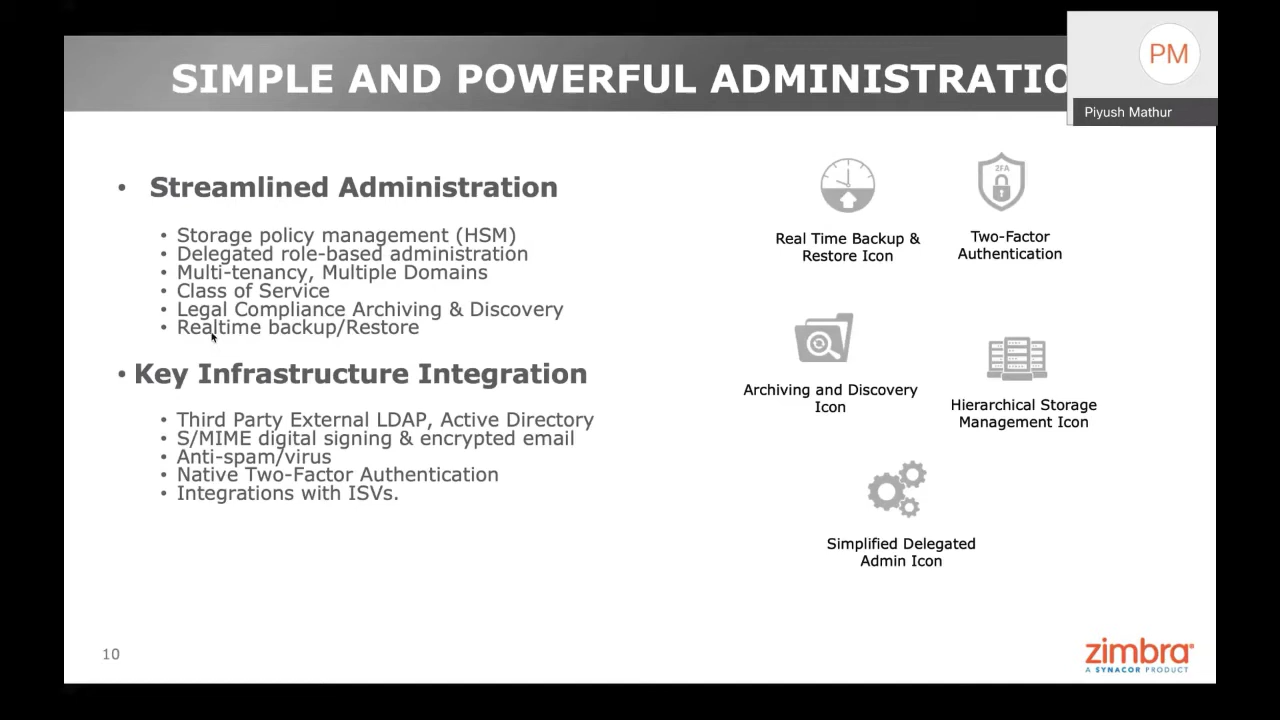 SIMPLE AND POWERFUL ADMINISTRATIO
PM
Piyush Mathur
• Streamlined Administration
• Storage policy management (HSM)
• Delegated role-based administration
• Multi-tenancy, Multiple Domains
• Class of Service
• Legal Compliance Archiving & Discovery
• Realtime backup/Restore
• Key Infrastructure Integration
• Third Party External LDAP, Active Directory
• S/MIME digital signing & encrypted email
• Anti-spam/virus
• Native Two-Factor Authentication
• Integrations with ISVs.
Real Time Backup &
Restore Icon
2FA
Two-Factor
Authentication
Archiving and Discovery
Icon
Hierarchical Storage
Management Icon
Simplified Delegated
Admin Icon
10
zimbra®
A SYNACOR PRODUCT